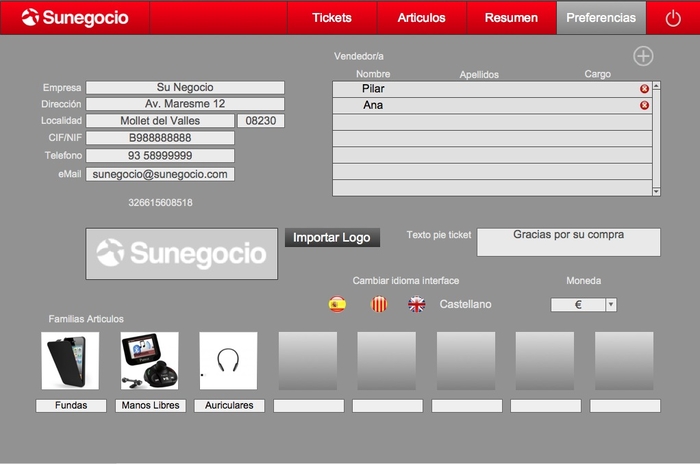 Sunegocio
Tickets
Articulos
Resumen
Preferencias
Vendedor/a
Nombre Apellidos Cargo
Pilar
Ana
Empresa Su Negocio
Dirección Av. Maresme 12
Localidad Mollet del Valles 08230
CIF/NIF B988888888
Telefono 93 58999999
eMail sunegocio@sunegocio.com
326615608518
Sunegocio
Importar Logo
Texto pie ticket Gracias por su compra
Cambiar idioma interface
Castellano
Moneda
€
Familias Articulos
Fundas
Manos Libres
Auriculares